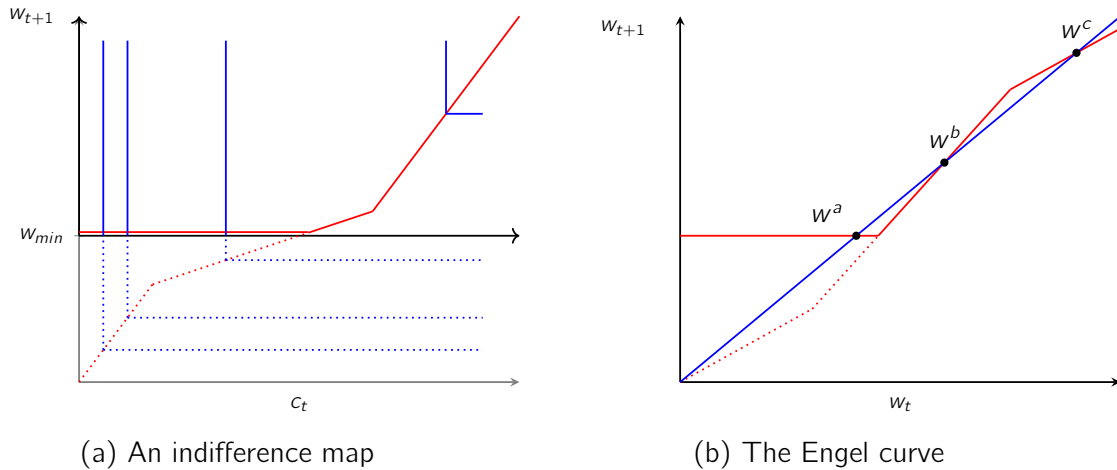 w_{t+1}
w_{min}
c_t
(a) An indifference map
w_{t+1}
w^c
w^b
w^a
w_t
(b) The Engel curve